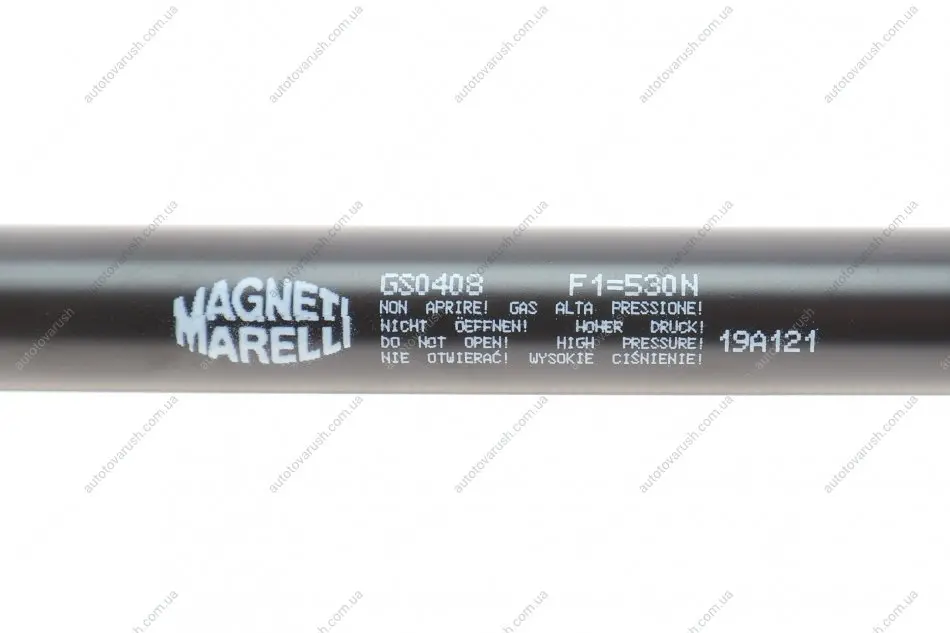 MAGNETI
MARELLI
GS0408 F1=530N
NON APRIRE! GAS ALTA PRESSIONE!
NICHT ÖEFFNEN! HOHER DRUCK!
DO NOT OPEN! HIGH PRESSURE!
NIE OTWIERAĆ! WYSOKIE CIŚNIENIE!
19A121
autotovarush.com.ua